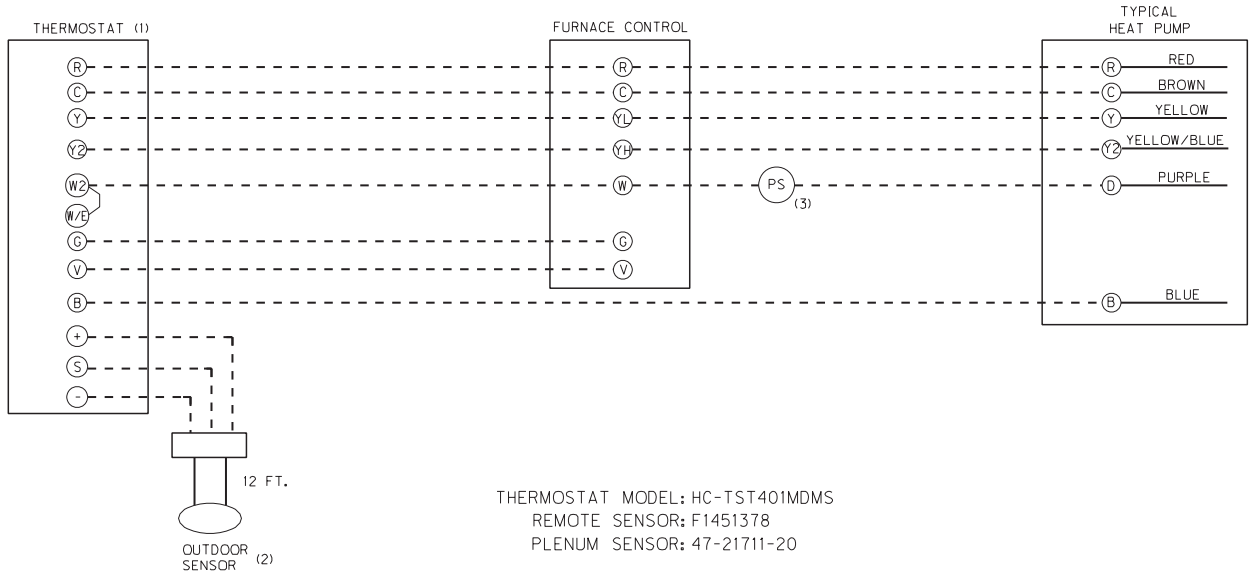 TYPICAL
THERMOSTAT (1) FURNACE CONTROL HEAT PUMP
R R R RED
C C C BROWN
Y YL Y YELLOW
Y2 YH Y2 YELLOW/BLUE
W2 W PS (3) D PURPLE
W/E
G G
V V
B B BLUE
+
S
-
12 FT.
OUTDOOR
SENSOR (2)
THERMOSTAT MODEL: HC-TST401MDMS
REMOTE SENSOR: F1451378
PLENUM SENSOR: 47-21711-20